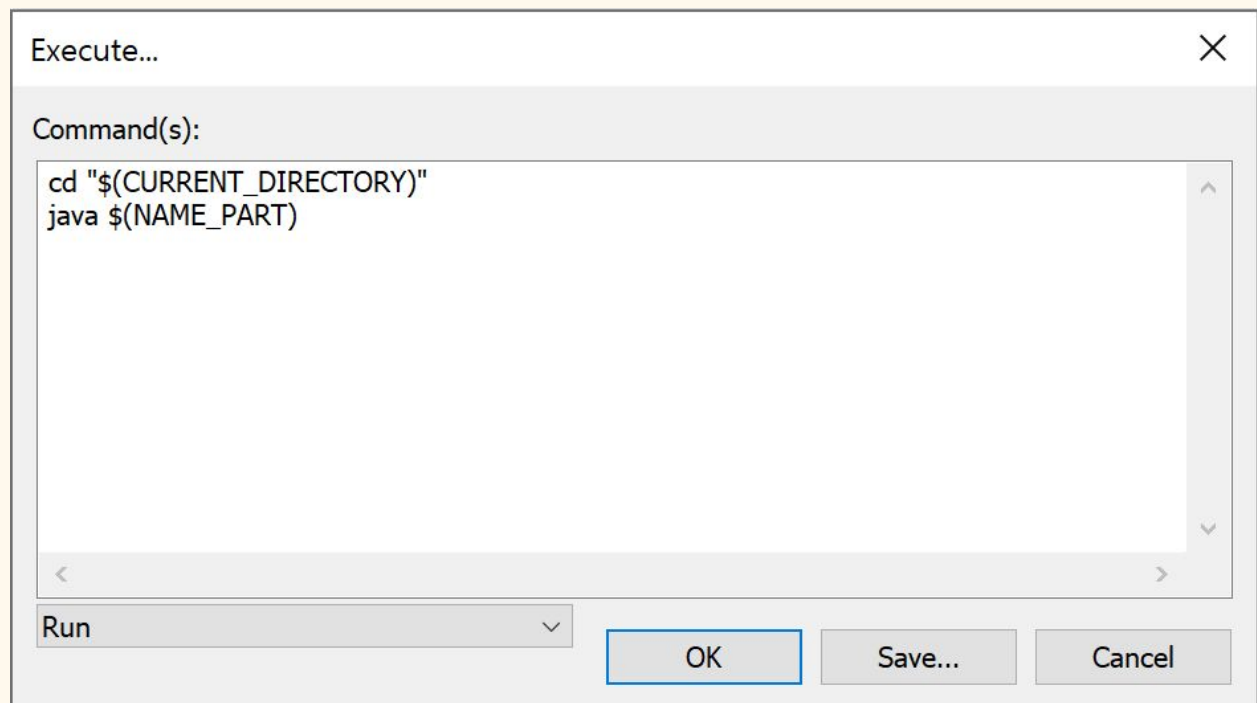 Execute...
Command(s):
cd "$(CURRENT_DIRECTORY)"
java $(NAME_PART)
Run
OK Save... Cancel